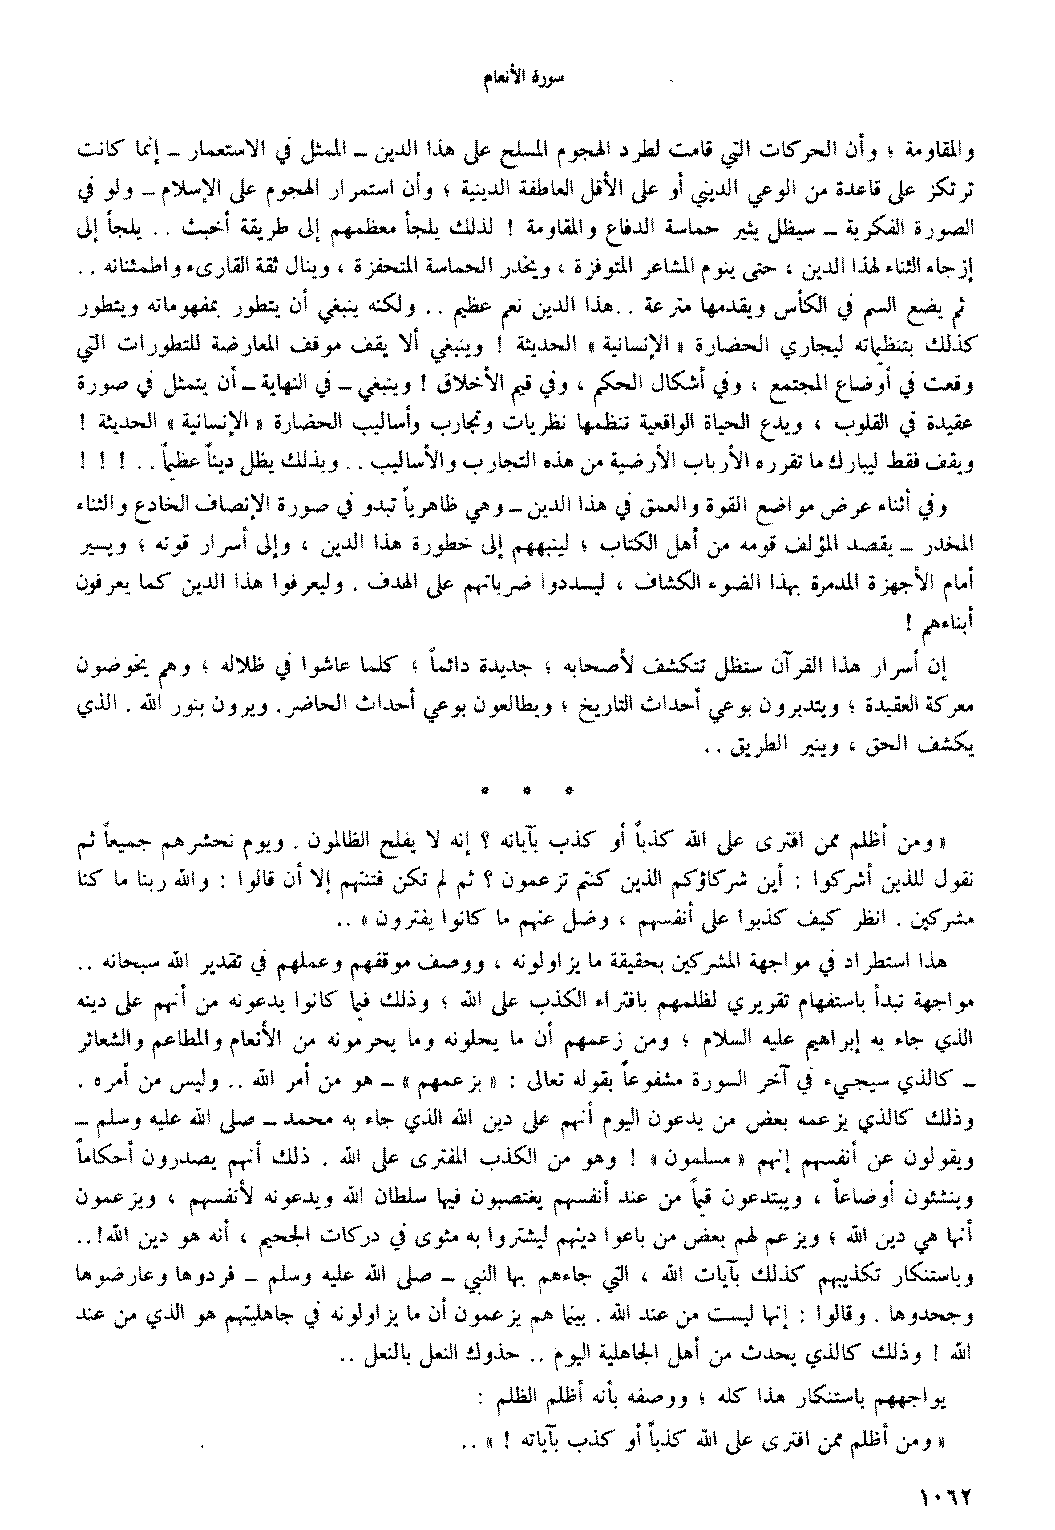 سورة الأنعام
والمقاومة ؛ وأن الحركات التي قامت لطرد الهجوم المسلح على هذا الدين – الممثل في الاستعمار – إنما كانت
ترتكز على قاعدة من الوعي الديني أو على الأقل العاطفة الدينية ؛ وأن استمرار الهجوم على الإسلام – ولو في
الصورة الفكرية – سيظل يثير حماسة الدفاع والمقاومة ! لذلك يلجأ معظمهم إلى طريقة أخبث .. يلجأ إلى
إزجاء الثناء لهذا الدين ، حتى ينوم المشاعر المتوفزة ، ويخدر الحماسة المتحفزة ، وينال ثقة القارىء واطمئنانه ..
ثم يضع السم في الكأس ويقدمها مترعة .. هذا الدين نعم عظيم .. ولكنه ينبغي أن يتطور بمفهوماته ويتطور
كذلك بتنظيماته ليجاري الحضارة « الإنسانية » الحديثة ! وينبغي ألا يقف موقف المعارضة للتطورات التي
وقعت في أوضاع المجتمع ، وفي أشكال الحكم ، وفي قيم الأخلاق ! وينبغي – في النهاية – أن يتمثل في صورة
عقيدة في القلوب ، ويدع الحياة الواقعية تنظمها نظريات وتجارب وأساليب الحضارة « الإنسانية » الحديثة !
ويقف فقط ليبارك ما تقرره الأرباب الأرضية من هذه التجارب والأساليب .. وبذلك يظل ديناً عظيماً .. ! ! !
وفي أثناء عرض مواضع القوة والعمق في هذا الدين – وهي ظاهرياً تبدو في صورة الإنصاف الخادع والثناء
المخدر – يقصد المؤلف قومه من أهل الكتاب ؛ لينبههم إلى خطورة هذا الدين ، وإلى أسرار قوته ؛ ويسير
أمام الأجهزة المدمرة بهذا الضوء الكشاف ، ليسددوا ضرباتهم على الهدف . وليعرفوا هذا الدين كما يعرفون
أبناءهم !
إن أسرار هذا القرآن ستظل تتكشف لأصحابه ؛ جديدة دائماً ؛ كلما عاشوا في ظلاله ؛ وهم يخوضون
معركة العقيدة ؛ ويتدبرون بوعي أحداث التاريخ ؛ ويطالعون بوعي أحداث الحاضر. ويرون بنور الله . الذي
يكشف الحق ، وينير الطريق ..
* * *
« ومن أظلم ممن افترى على الله كذباً أو كذب بآياته ؟ إنه لا يفلح الظالمون . ويوم نحشرهم جميعاً ثم
نقول للذين أشركوا : أين شركاؤكم الذين كنتم تزعمون ؟ ثم لم تكن فتنتهم إلا أن قالوا : والله ربنا ما كنا
مشركين . انظر كيف كذبوا على أنفسهم ، وضل عنهم ما كانوا يفترون » ..
هذا استطراد في مواجهة المشركين بحقيقة ما يزاولونه ، ووصف موقفهم وعملهم في تقدير الله سبحانه ..
مواجهة تبدأ باستفهام تقريري لظلمهم بافتراء الكذب على الله ؛ وذلك فيما كانوا يدعونه من أنهم على دينه
الذي جاء به إبراهيم عليه السلام ؛ ومن زعمهم أن ما يحلونه وما يحرمونه من الأنعام والمطاعم والشعائر
– كالذي سيجيء في آخر السورة مشفوعاً بقوله تعالى : « بزعمهم » – هو من أمر الله .. وليس من أمره .
وذلك كالذي يزعمه بعض من يدعون اليوم أنهم على دين الله الذي جاء به محمد – صلى الله عليه وسلم –
ويقولون عن أنفسهم إنهم « مسلمون » ! وهو من الكذب المفترى على الله . ذلك أنهم يصدرون أحكاماً
وينشئون أوضاعاً ، ويبتدعون قيماً من عند أنفسهم يغتصبون فيها سلطان الله ويدعونه لأنفسهم ، ويزعمون
أنها هي دين الله ؛ ويزعم لهم بعض من باعوا دينهم ليشتروا به مثوى في دركات الجحيم ، أنه هو دين الله!..
وباستنكار تكذيبهم كذلك بآيات الله ، التي جاءهم بها النبي – صلى الله عليه وسلم – فردوها وعارضوها
وجحدوها . وقالوا : إنها ليست من عند الله . بينما هم يزعمون أن ما يزاولونه في جاهليتهم هو الذي من عند
الله ! وذلك كالذي يحدث من أهل الجاهلية اليوم .. حذوك النعل بالنعل ..
يواجههم باستنكار هذا كله ؛ ووصفه بأنه أظلم الظلم :
« ومن أظلم ممن افترى على الله كذباً أو كذب بآياته ! » ..
١٠٦٢